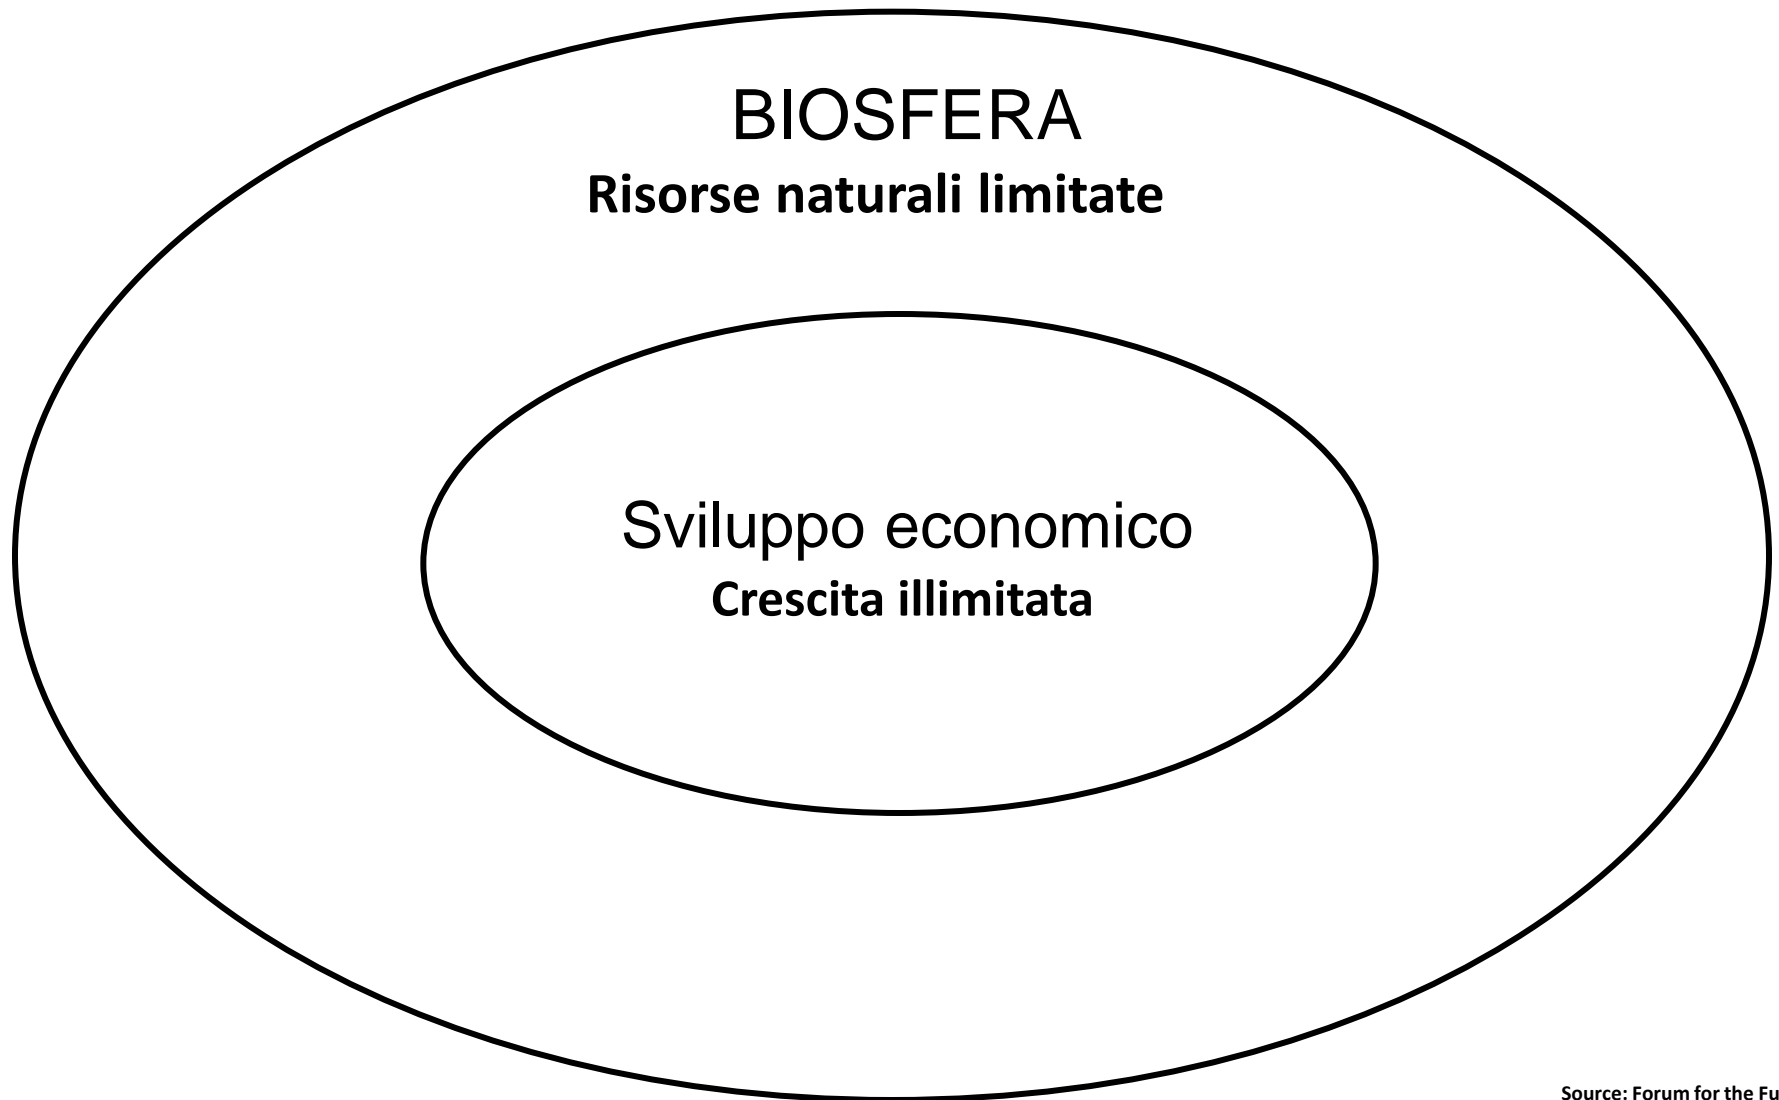 BIOSFERA
Risorse naturali limitate
Sviluppo economico
Crescita illimitata
Source: Forum for the Fu